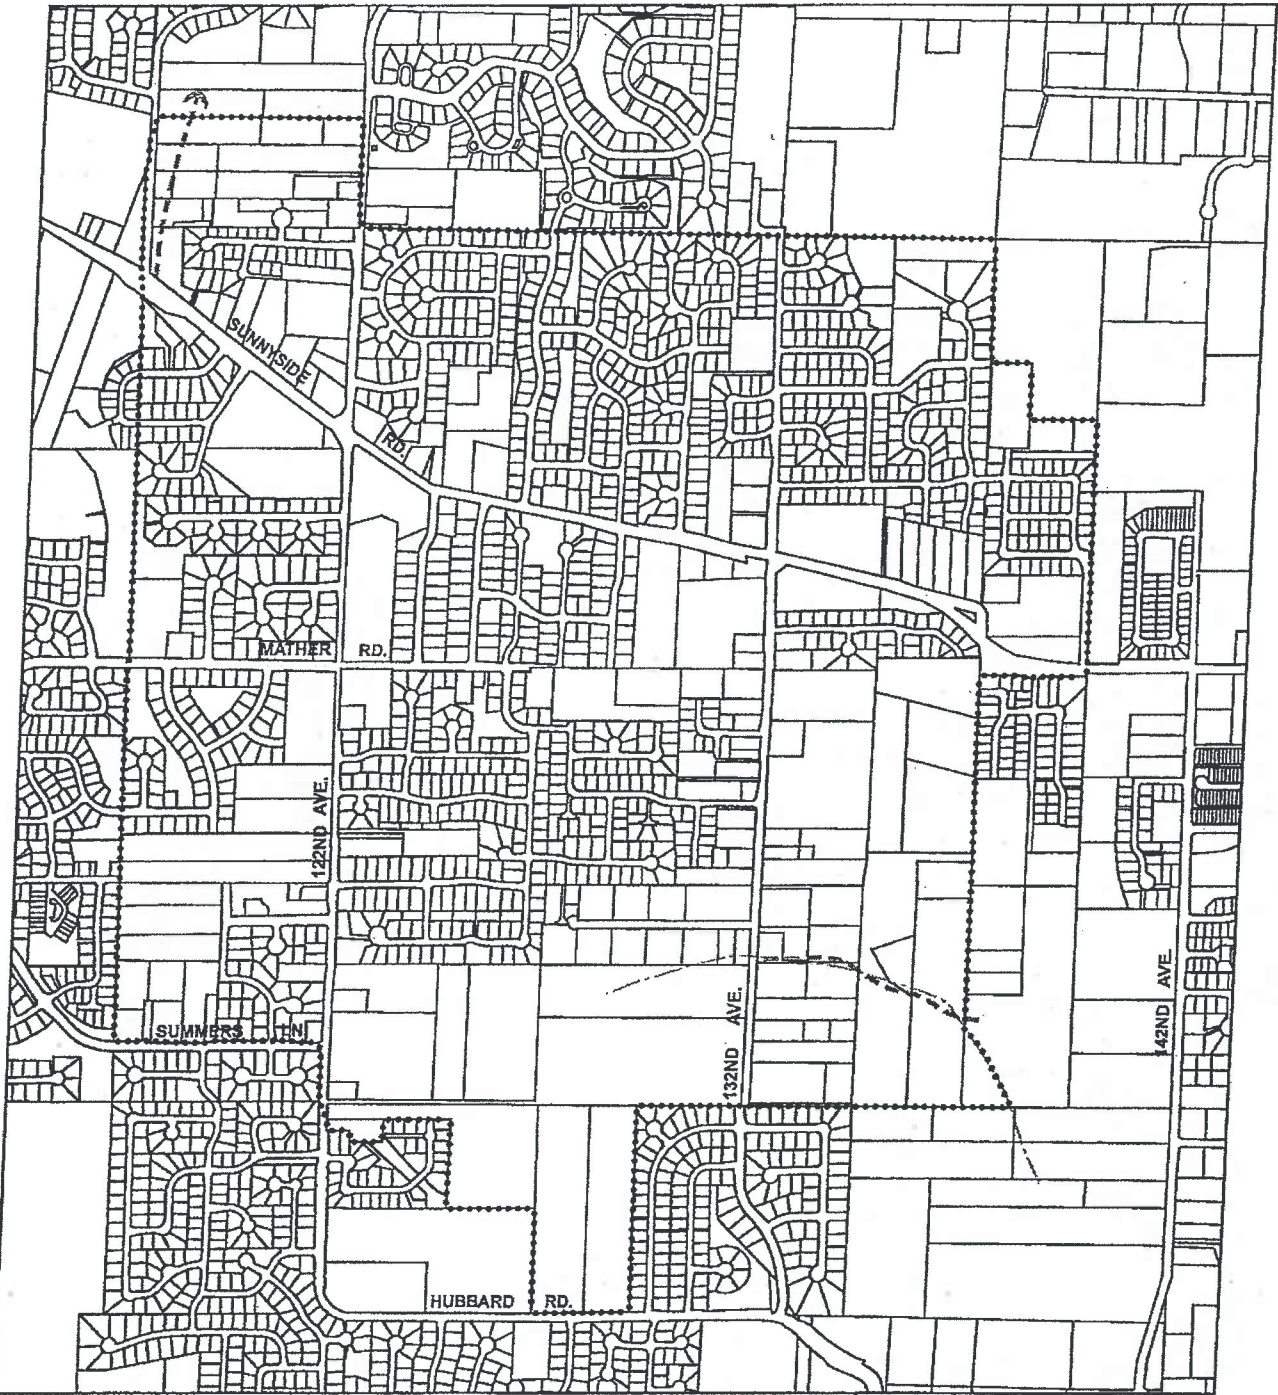 SUNNYSIDE
RD.
MATHER RD.
122ND AVE.
SUMMERS LN
132ND AVE.
142ND AVE.
HUBBARD RD.